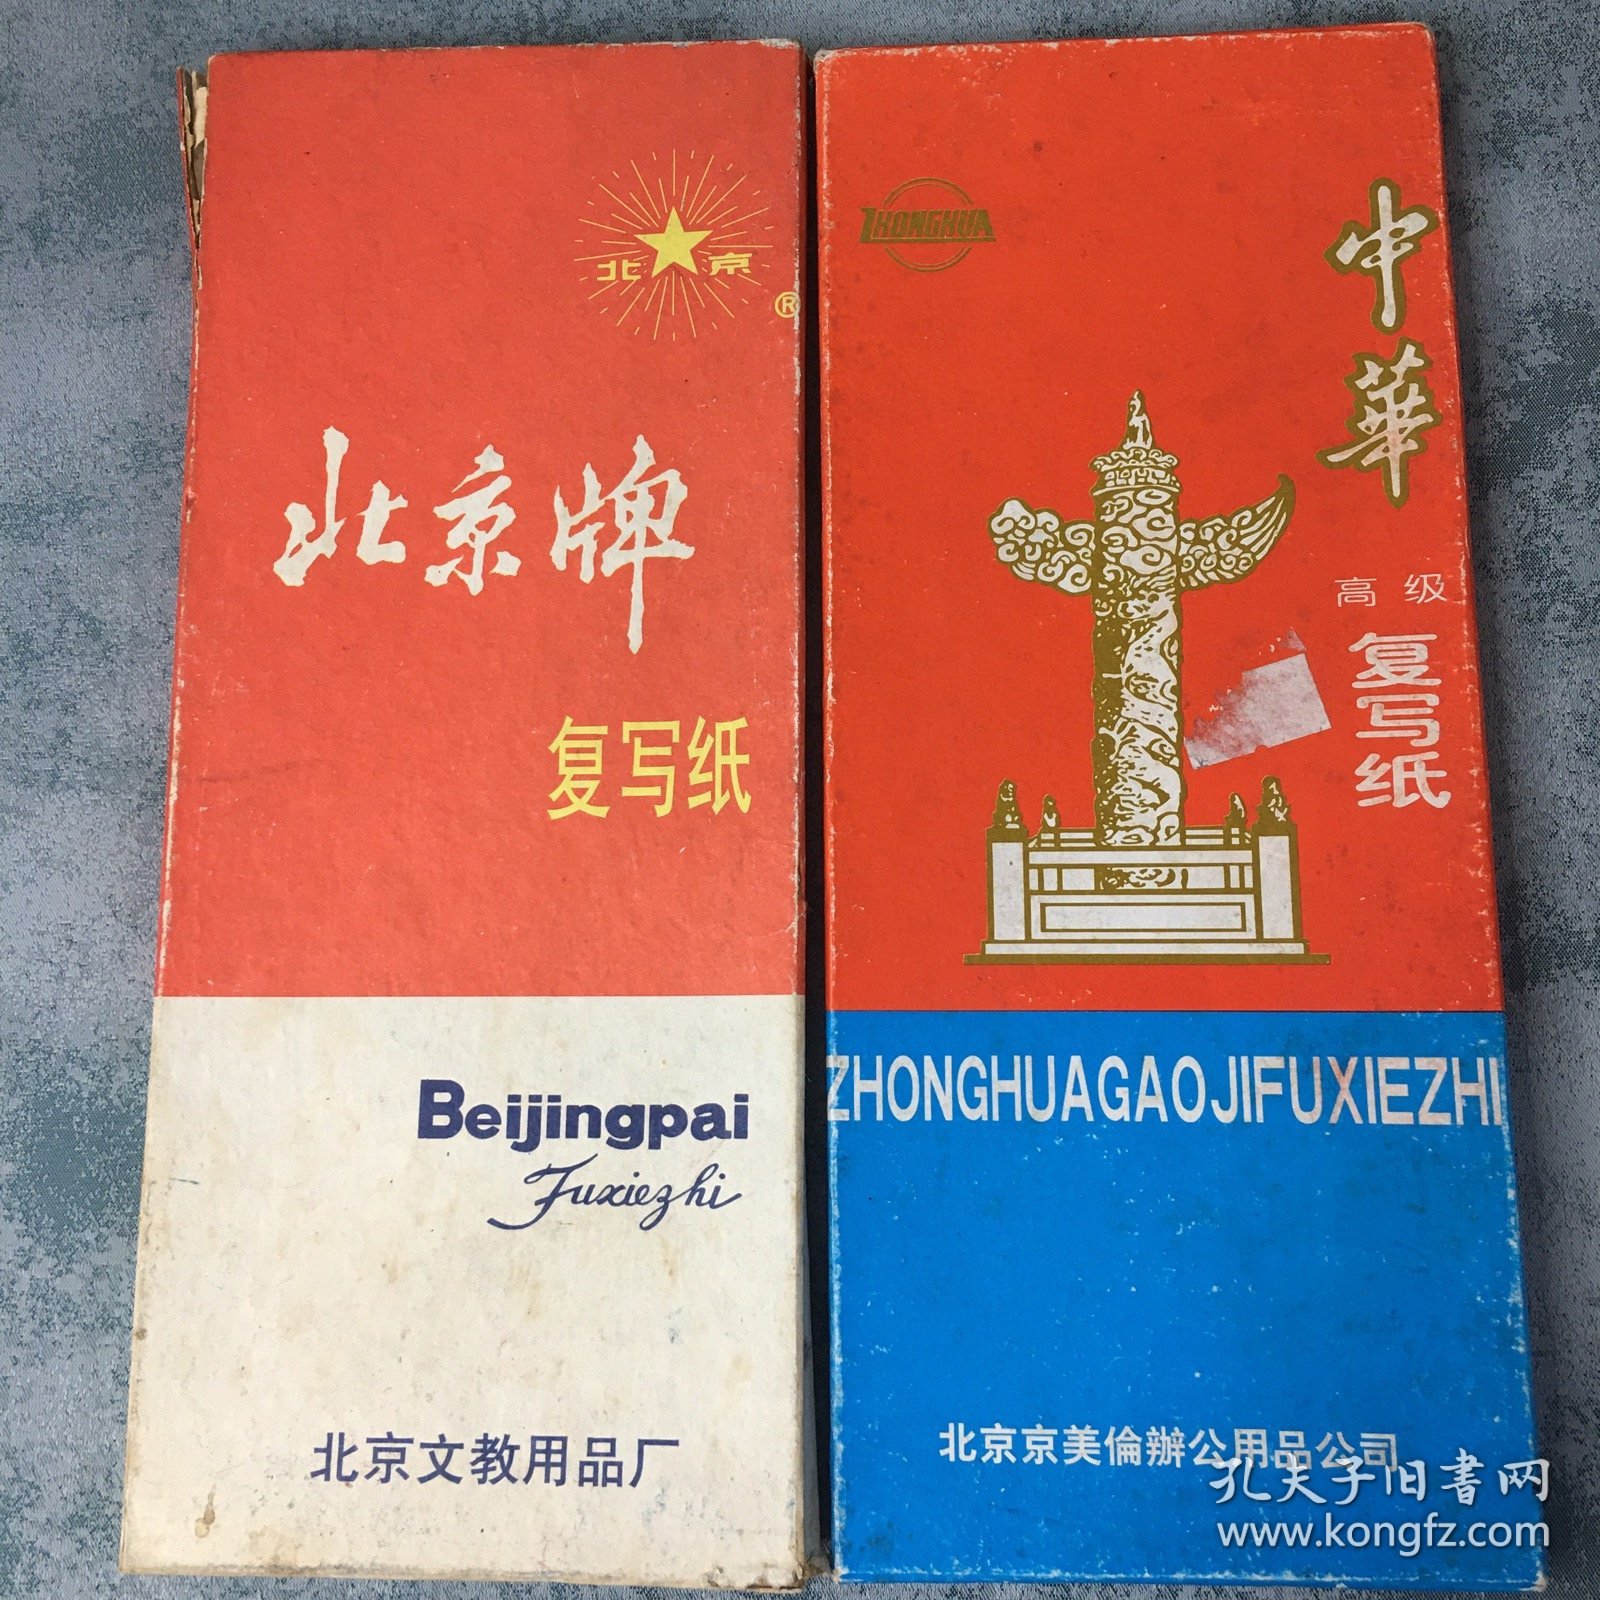 北京
®
北京牌
复写纸
Beijingpai
Fuxiezhi
北京文教用品厂
ZHONGHUA
中華
高级
复写纸
ZHONGHUAGAOJIFUXIEZHI
北京京美倫辦公用品公司
孔夫子旧書网
www.kongfz.com